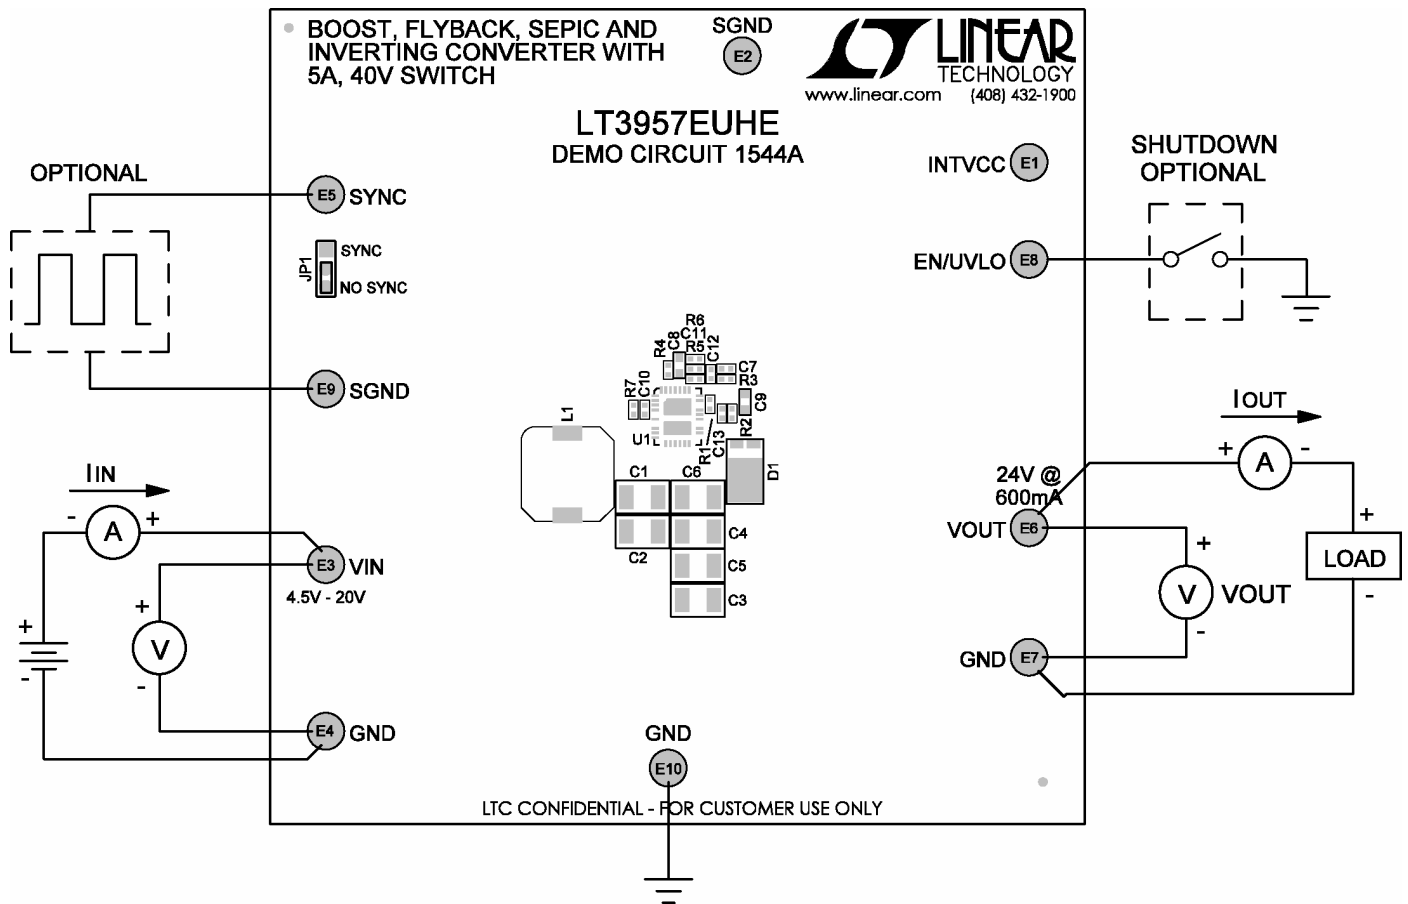 BOOST, FLYBACK, SEPIC AND
INVERTING CONVERTER WITH
5A, 40V SWITCH
SGND
E2
LINEAR
TECHNOLOGY
www.linear.com (408) 432-1900
LT3957EUHE
DEMO CIRCUIT 1544A
INTVCC E1
SHUTDOWN
OPTIONAL
OPTIONAL
E5 SYNC
JP1
SYNC
NO SYNC
EN/UVLO E8
E9 SGND
R6
C11
R5
R4
C8
C12
C7
R3
R7
C10
C9
U1
R1
C13
R2
L1
D1
C1 C6
C2
C4
C5
C3
IIN
- A +
E3 VIN
4.5V - 20V
+
V
-
+
-
E4 GND
IOUT
+ A -
24V @
600mA
VOUT E6
+
V VOUT
-
+
LOAD
-
GND E7
GND
E10
LTC CONFIDENTIAL - FOR CUSTOMER USE ONLY